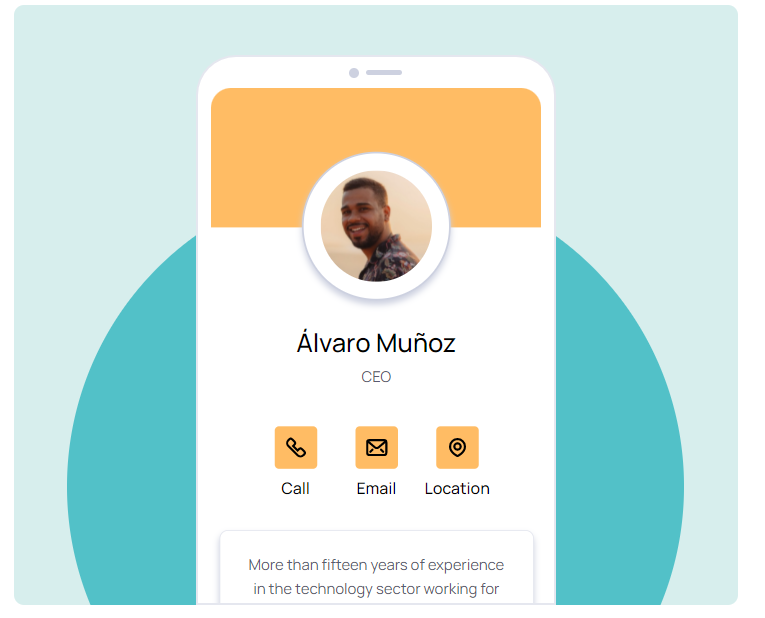 Álvaro Muñoz
CEO
Call Email Location
More than fifteen years of experience
in the technology sector working for